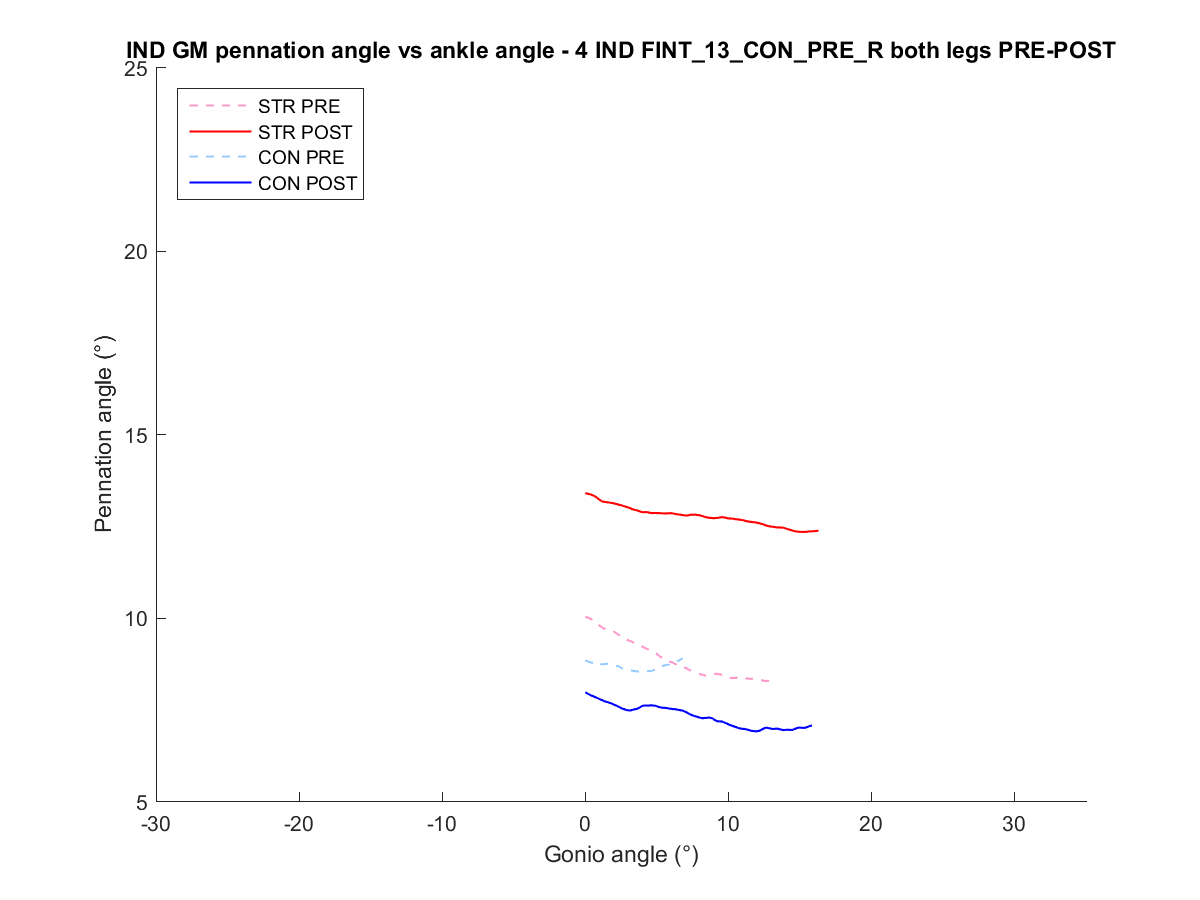 IND GM pennation angle vs ankle angle - 4 IND FINT_13_CON_PRE_R both legs PRE-POST
25
STR PRE
STR POST
CON PRE
CON POST
20
15
10
5
Pennation angle (°)
-30
-20
-10
0
10
20
30
Gonio angle (°)